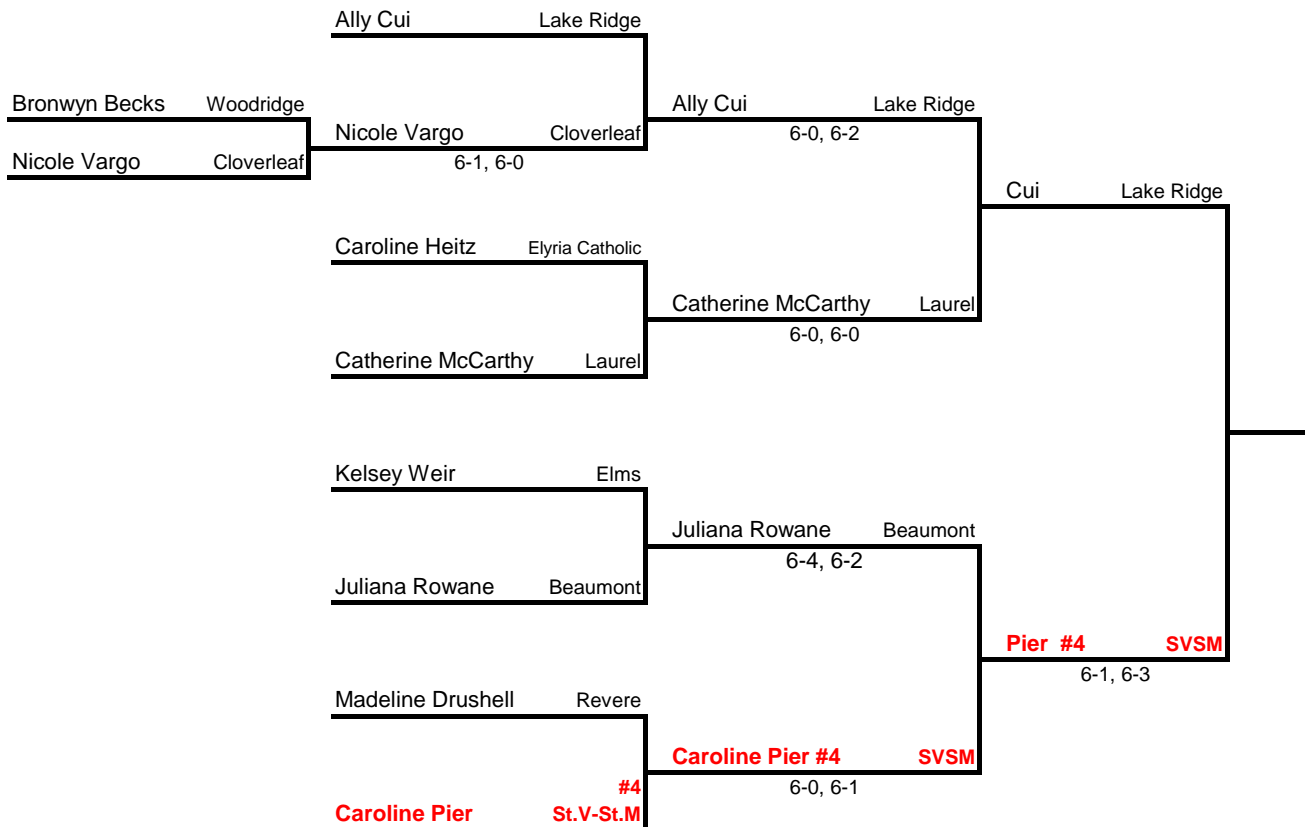 Ally Cui Lake Ridge
Bronwyn Becks Woodridge
Ally Cui Lake Ridge
Nicole Vargo Cloverleaf
6-0, 6-2
Nicole Vargo Cloverleaf
6-1, 6-0
Cui Lake Ridge
Caroline Heitz Elyria Catholic
Catherine McCarthy Laurel
6-0, 6-0
Catherine McCarthy Laurel
Kelsey Weir Elms
Juliana Rowane Beaumont
6-4, 6-2
Juliana Rowane Beaumont
Pier #4 SVSM
6-1, 6-3
Madeline Drushell Revere
Caroline Pier #4 SVSM
#4
6-0, 6-1
Caroline Pier St.V-St.M